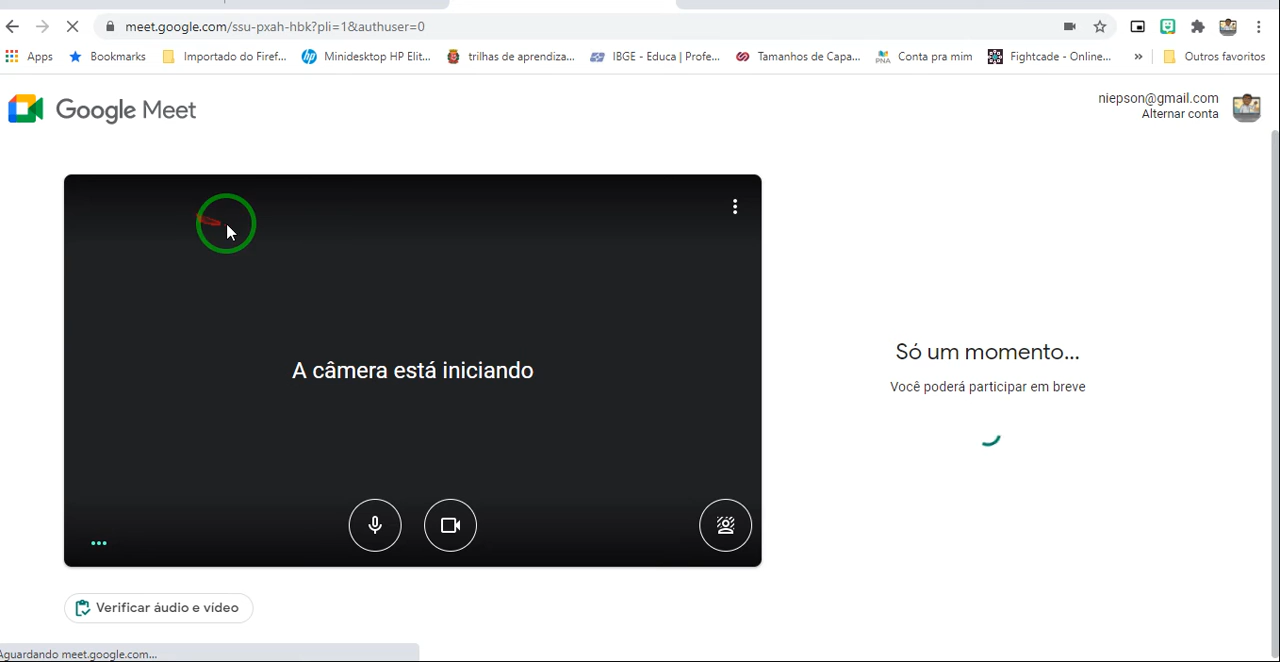 meet.google.com/ssu-pxah-hbk?pli=1&authuser=0
Apps Bookmarks Importado do Firef... Minidesktop HP Elit... trilhas de aprendiza... IBGE - Educa | Profe... Tamanhos de Capa... PNA Conta pra mim Fightcade - Online... » Outros favoritos
Google Meet
niepson@gmail.com
Alternar conta
A câmera está iniciando
Só um momento...
Você poderá participar em breve
Verificar áudio e vídeo
Aguardando meet.google.com...